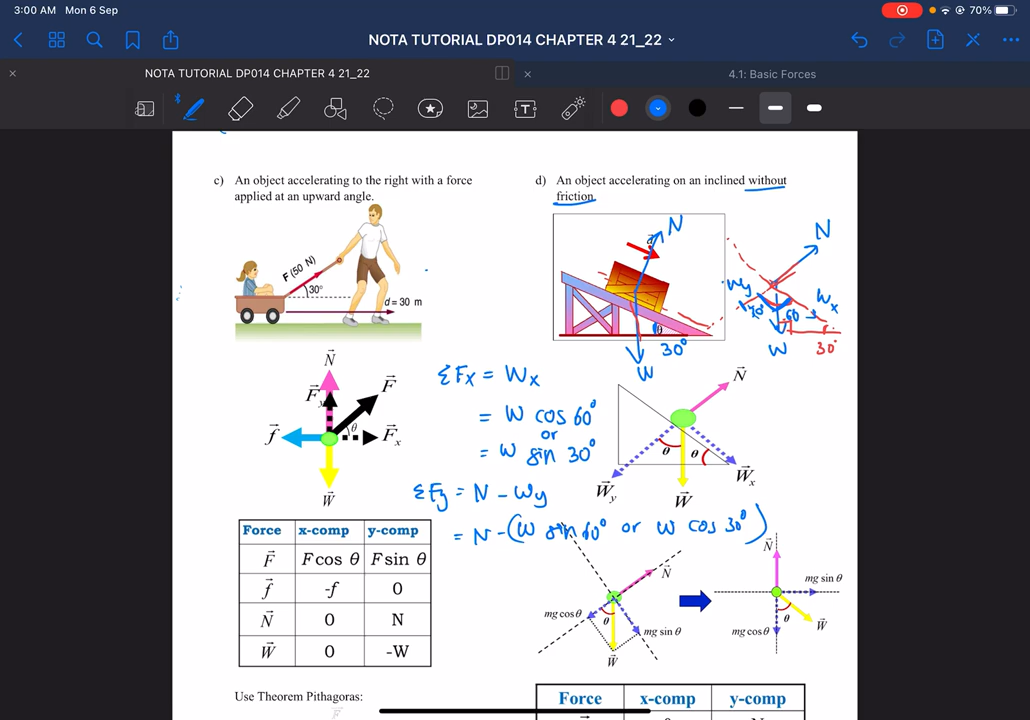 3:00 AM Mon 6 Sep
70%
NOTA TUTORIAL DP014 CHAPTER 4 21_22
NOTA TUTORIAL DP014 CHAPTER 4 21_22
4.1: Basic Forces
c) An object accelerating to the right with a force
applied at an upward angle.
F (50 N)
30°
d = 30 m
N
F
F
y
f
θ
Fx
W
Force x-comp y-comp
F F cos θ F sin θ
f -f 0
N 0 N
W 0 -W
Use Theorem Pithagoras:
F
d) An object accelerating on an inclined without
friction.
N
a
θ
30°
W
N
Wy
Wx
30°
60°
W
30°
ΣFx = Wx
= W cos 60°
or
= W sin 30°
ΣFy = N - Wy
= N - (W sin 60° or W cos 30°)
N
θ
θ
Wy
W
Wx
N
mg cos θ
θ
mg sin θ
W
N
mg sin θ
mg cos θ
θ
W
Force x-comp y-comp